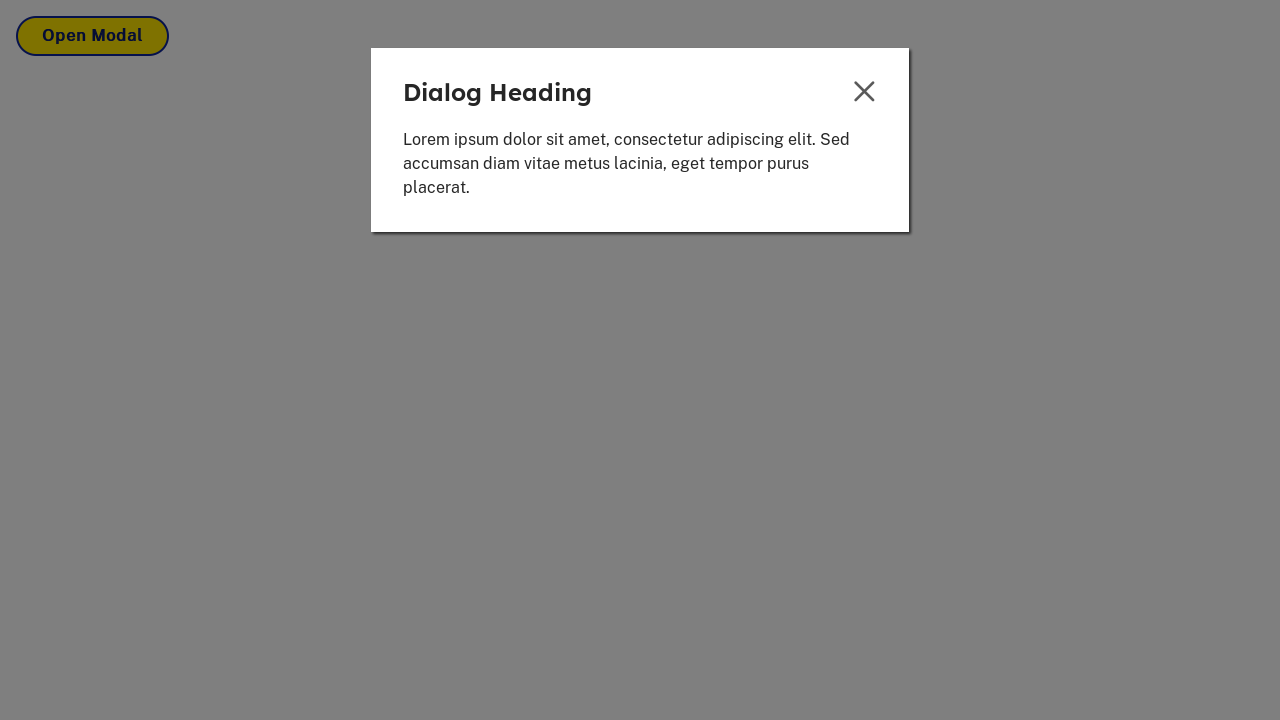 Open Modal
Dialog Heading
Lorem ipsum dolor sit amet, consectetur adipiscing elit. Sed
accumsan diam vitae metus lacinia, eget tempor purus
placerat.